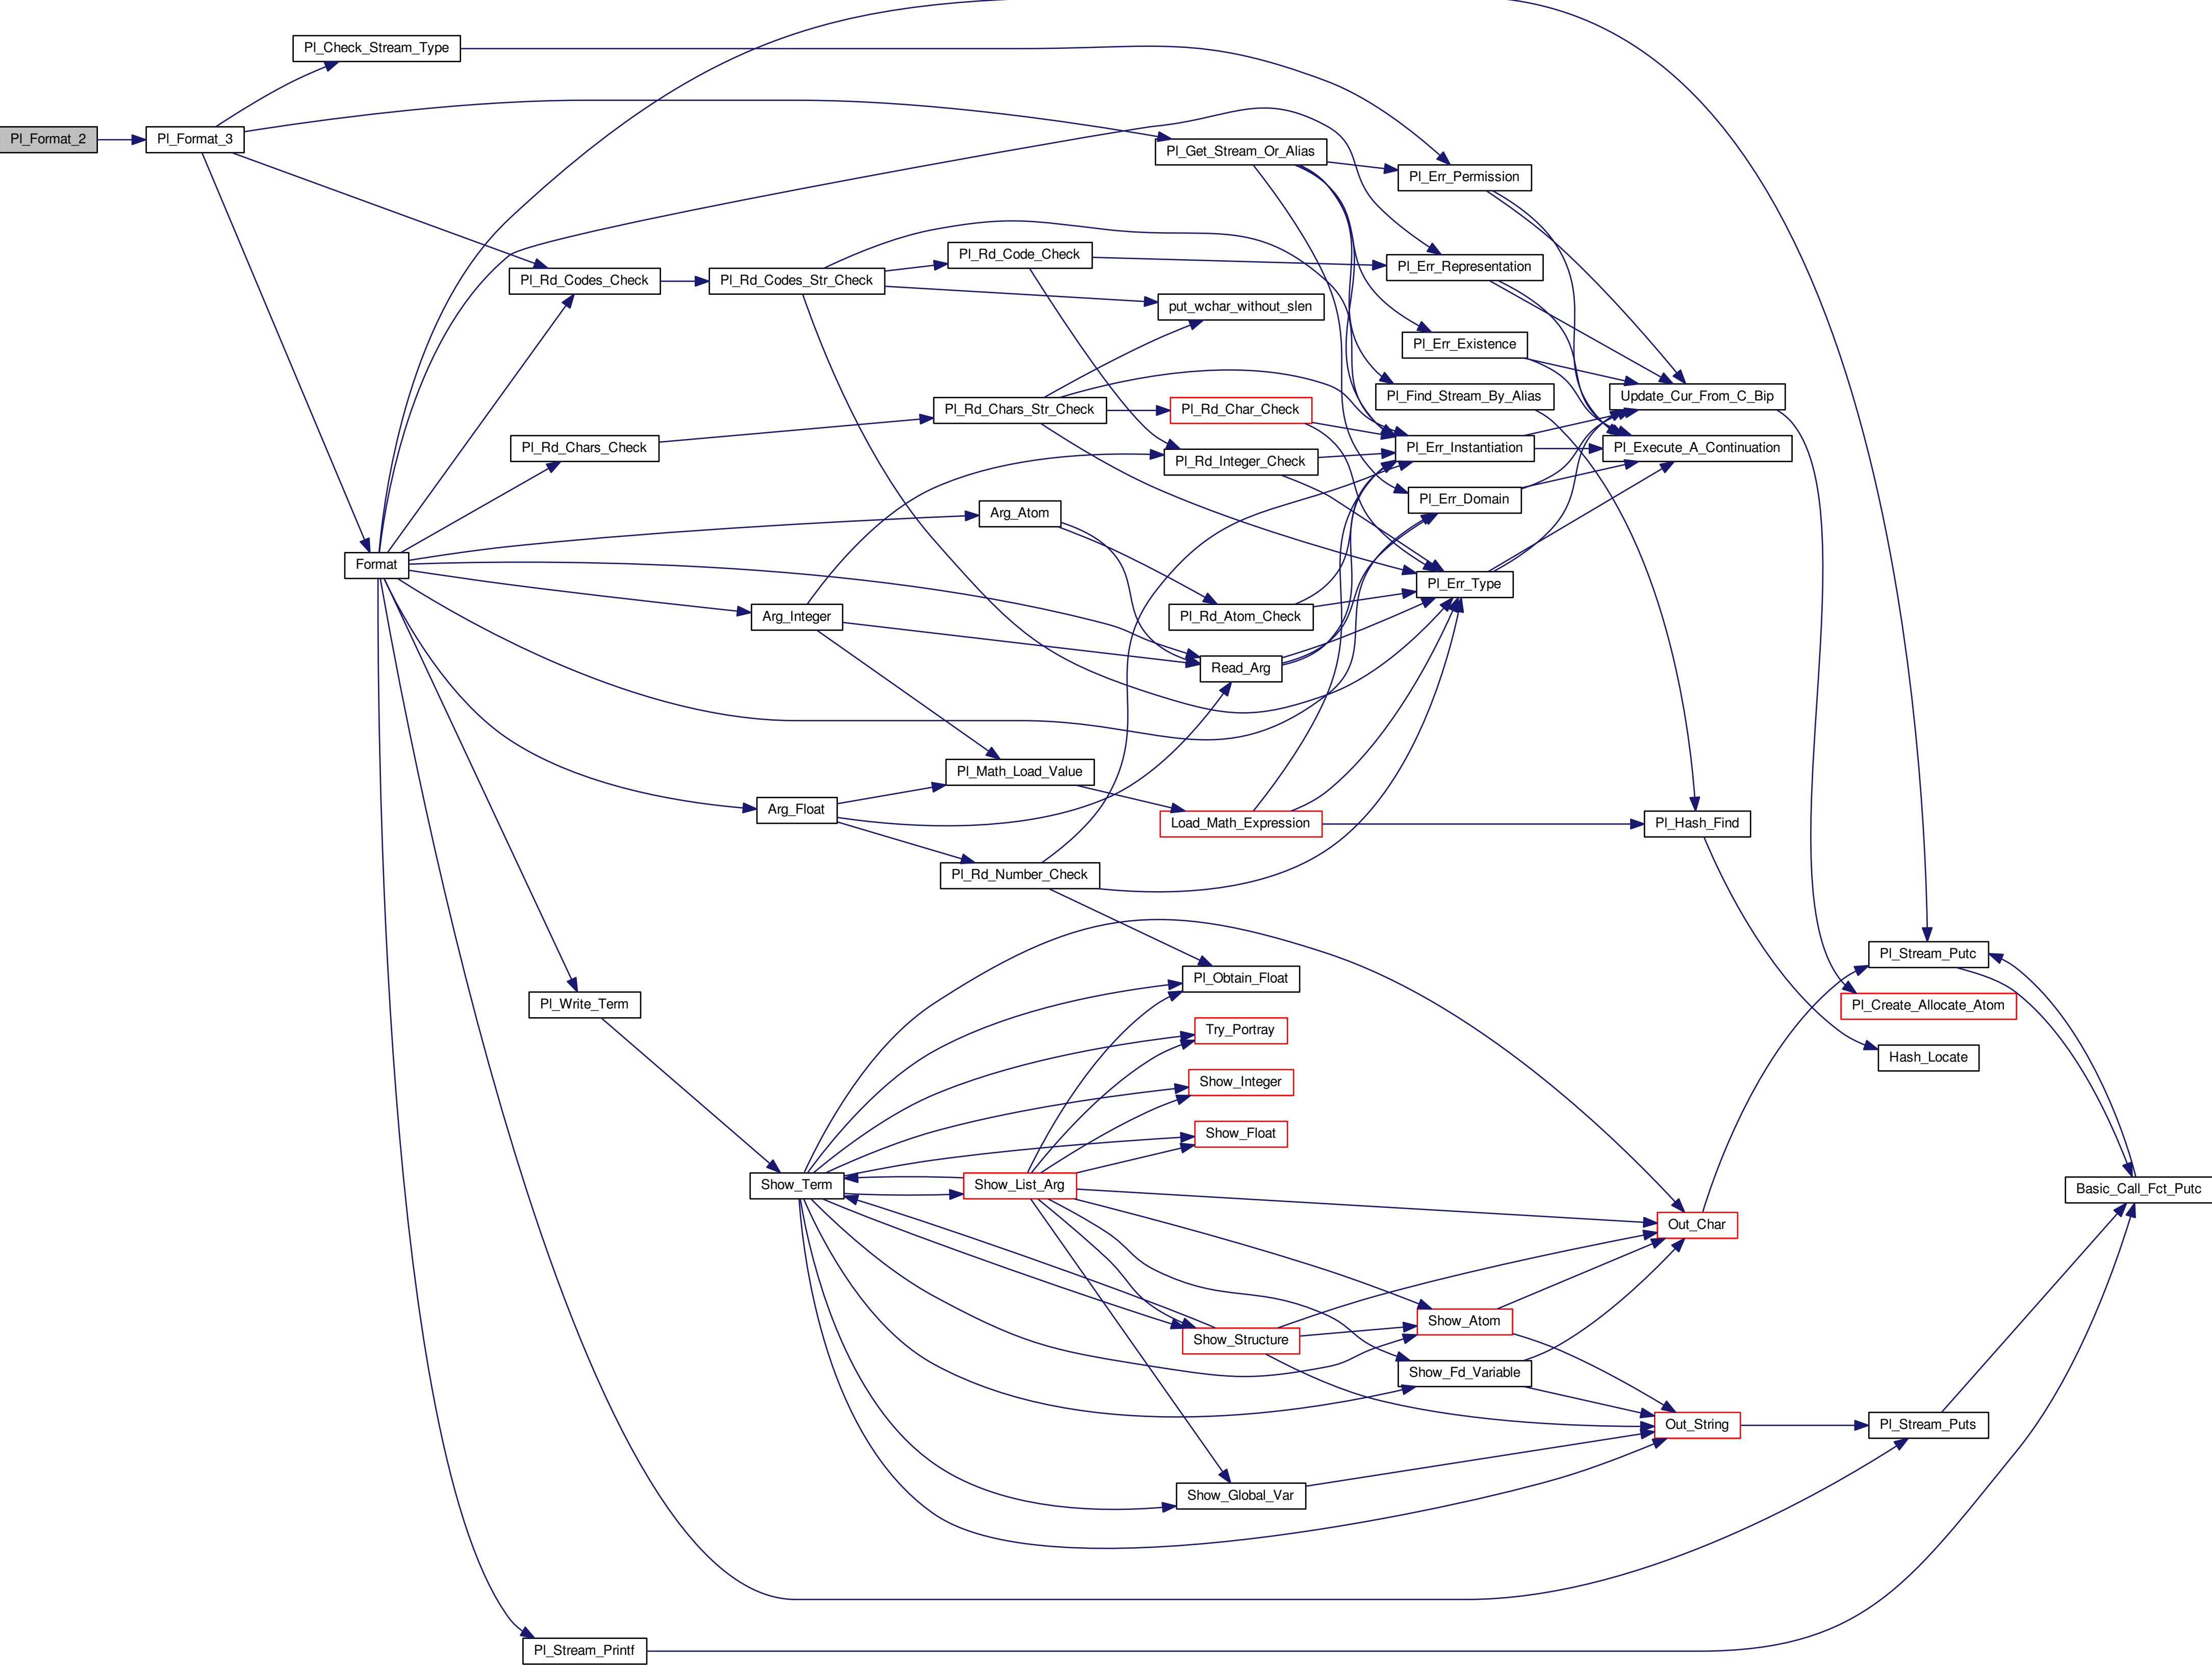 Pl_Check_Stream_Type
Pl_Format_2
Pl_Format_3
Pl_Get_Stream_Or_Alias
Pl_Err_Permission
Pl_Rd_Code_Check
Pl_Err_Representation
Pl_Rd_Codes_Check
Pl_Rd_Codes_Str_Check
put_wchar_without_slen
Pl_Err_Existence
Pl_Find_Stream_By_Alias
Update_Cur_From_C_Bip
Pl_Rd_Chars_Str_Check
Pl_Rd_Char_Check
Pl_Rd_Chars_Check
Pl_Err_Instantiation
Pl_Execute_A_Continuation
Pl_Rd_Integer_Check
Pl_Err_Domain
Arg_Atom
Format
Pl_Err_Type
Arg_Integer
Pl_Rd_Atom_Check
Read_Arg
Pl_Math_Load_Value
Arg_Float
Load_Math_Expression
Pl_Hash_Find
Pl_Rd_Number_Check
Pl_Stream_Putc
Pl_Obtain_Float
Pl_Write_Term
Pl_Create_Allocate_Atom
Try_Portray
Hash_Locate
Show_Integer
Show_Float
Show_Term
Show_List_Arg
Basic_Call_Fct_Putc
Out_Char
Show_Atom
Show_Structure
Show_Fd_Variable
Out_String
Pl_Stream_Puts
Show_Global_Var
Pl_Stream_Printf